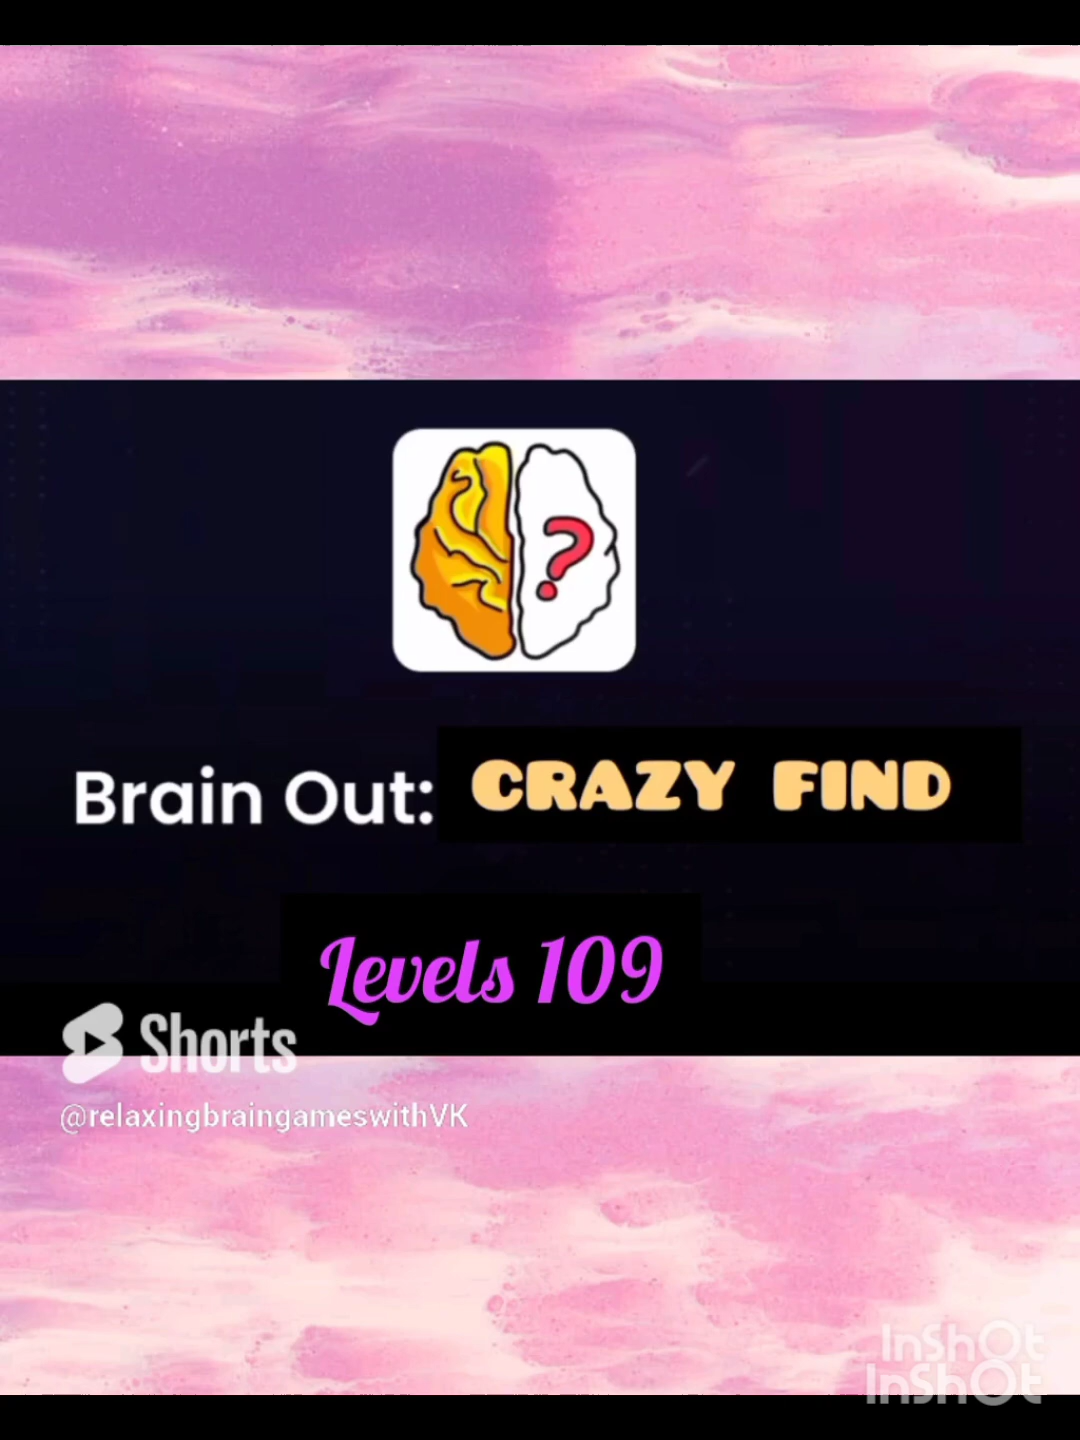 ?
Brain Out: CRAZY FIND
Levels 109
Shorts
@relaxingbraingameswithVK
InShOt
InShOt